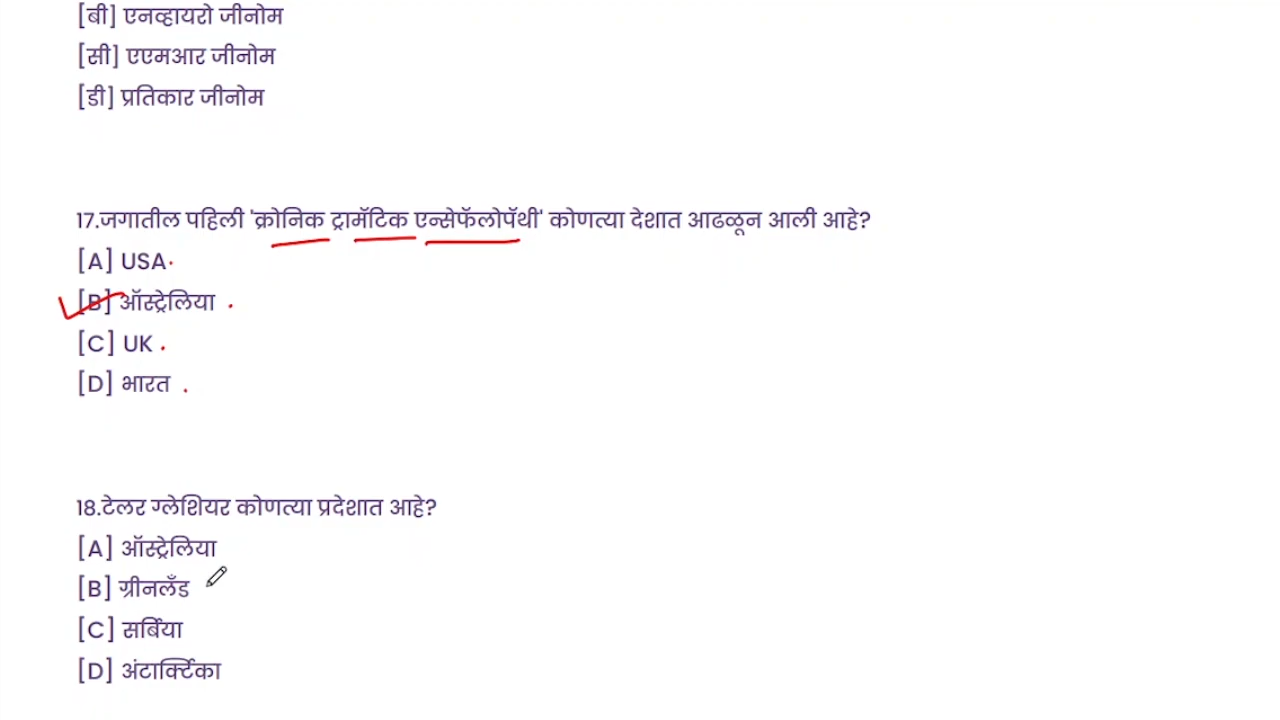 [बी] एनव्हायरो जीनोम
[सी] एएमआर जीनोम
[डी] प्रतिकार जीनोम
17.जगातील पहिली 'क्रोनिक ट्रामॅटिक एन्सेफॅलोपॅथी' कोणत्या देशात आढळून आली आहे?
[A] USA
[B] ऑस्ट्रेलिया
[C] UK
[D] भारत
18.टेलर ग्लेशियर कोणत्या प्रदेशात आहे?
[A] ऑस्ट्रेलिया
[B] ग्रीनलँड
[C] सर्बिया
[D] अंटार्क्टिका